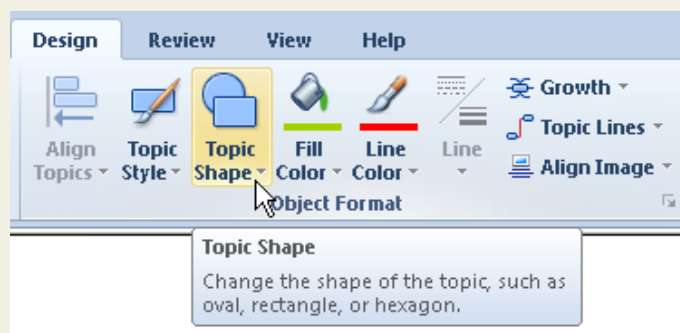 Design Review View Help
Align Topics
Topic Style
Topic Shape
Fill Color
Line Color
Line
Growth
Topic Lines
Align Image
Object Format
Topic Shape
Change the shape of the topic, such as
oval, rectangle, or hexagon.